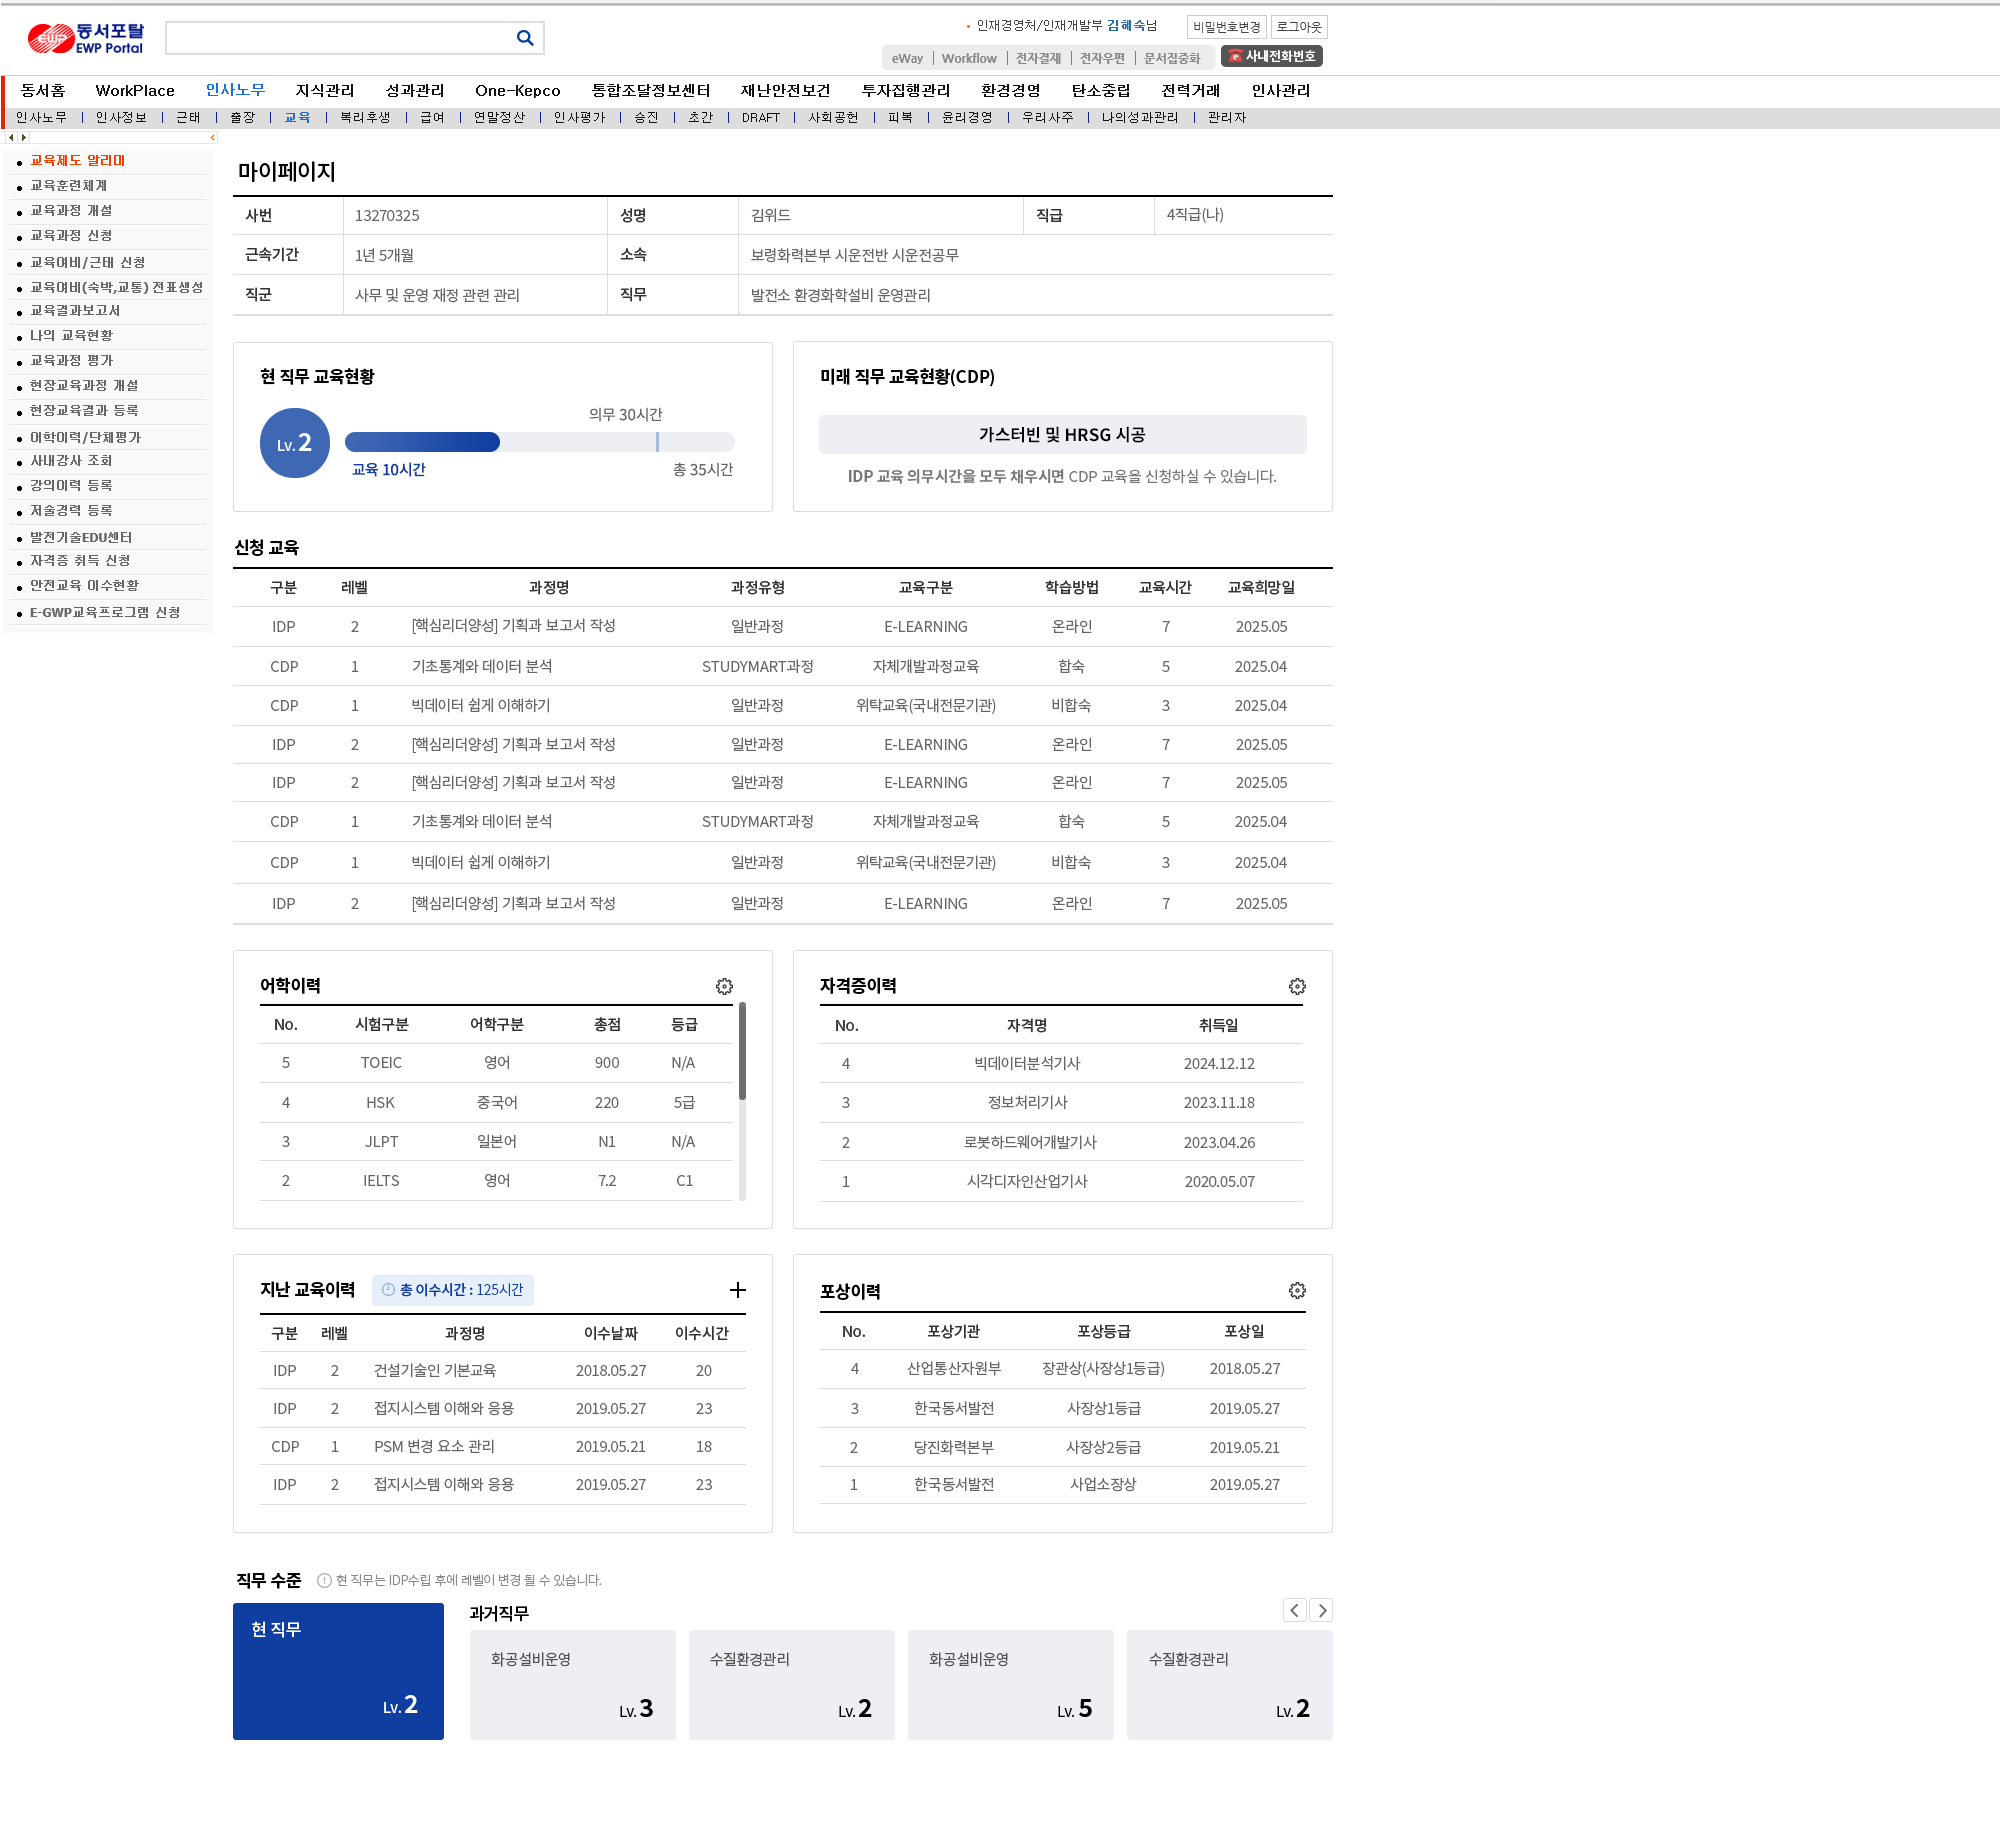 인재경영처/인재개발부 김혜숙님 비밀번호변경 로그아웃
EWP 동서포탈
EWP Portal
eWay Workflow 전자결재 전자우편 문서집중화 사내전화번호
동서홈 WorkPlace 인사노무 지식관리 성과관리 One-Kepco 통합조달정보센터 재난안전보건 투자집행관리 환경경영 탄소중립 전력거래 인사관리
인사노무 인사정보 근태 출장 교육 복리후생 급여 연말정산 인사평가 승진 초간 DRAFT 사회공헌 피복 윤리경영 우리사주 나의성과관리 관리자
교육제도 알리미
교육훈련체계
교육과정 개설
교육과정 신청
교육여비/근태 신청
교육여비(숙박,교통) 전표생성
교육결과보고서
나의 교육현황
교육과정 평가
현장교육과정 개설
현장교육결과 등록
어학이력/단체평가
사내강사 조회
강의이력 등록
저술경력 등록
발전기술EDU센터
자격증 취득 신청
안전교육 이수현황
E-GWP교육프로그램 신청
마이페이지
사번 13270325 성명 김위드 직급 4직급(나)
근속기간 1년 5개월 소속 보령화력본부 시운전반 시운전공무
직군 사무 및 운영 재정 관련 관리 직무 발전소 환경화학설비 운영관리
현 직무 교육현황
Lv. 2
의무 30시간
교육 10시간 총 35시간
미래 직무 교육현황(CDP)
가스터빈 및 HRSG 시공
IDP 교육 의무시간을 모두 채우시면 CDP 교육을 신청하실 수 있습니다.
신청 교육
구분 레벨 과정명 과정유형 교육구분 학습방법 교육시간 교육희망일
IDP 2 [핵심리더양성] 기획과 보고서 작성 일반과정 E-LEARNING 온라인 7 2025.05
CDP 1 기초통계와 데이터 분석 STUDYMART과정 자체개발과정교육 합숙 5 2025.04
CDP 1 빅데이터 쉽게 이해하기 일반과정 위탁교육(국내전문기관) 비합숙 3 2025.04
IDP 2 [핵심리더양성] 기획과 보고서 작성 일반과정 E-LEARNING 온라인 7 2025.05
IDP 2 [핵심리더양성] 기획과 보고서 작성 일반과정 E-LEARNING 온라인 7 2025.05
CDP 1 기초통계와 데이터 분석 STUDYMART과정 자체개발과정교육 합숙 5 2025.04
CDP 1 빅데이터 쉽게 이해하기 일반과정 위탁교육(국내전문기관) 비합숙 3 2025.04
IDP 2 [핵심리더양성] 기획과 보고서 작성 일반과정 E-LEARNING 온라인 7 2025.05
어학이력
No. 시험구분 어학구분 총점 등급
5 TOEIC 영어 900 N/A
4 HSK 중국어 220 5급
3 JLPT 일본어 N1 N/A
2 IELTS 영어 7.2 C1
자격증이력
No. 자격명 취득일
4 빅데이터분석기사 2024.12.12
3 정보처리기사 2023.11.18
2 로봇하드웨어개발기사 2023.04.26
1 시각디자인산업기사 2020.05.07
지난 교육이력 총 이수시간 : 125시간
구분 레벨 과정명 이수날짜 이수시간
IDP 2 건설기술인 기본교육 2018.05.27 20
IDP 2 접지시스템 이해와 응용 2019.05.27 23
CDP 1 PSM 변경 요소 관리 2019.05.21 18
IDP 2 접지시스템 이해와 응용 2019.05.27 23
포상이력
No. 포상기관 포상등급 포상일
4 산업통산자원부 장관상(사장상1등급) 2018.05.27
3 한국동서발전 사장상1등급 2019.05.27
2 당진화력본부 사장상2등급 2019.05.21
1 한국동서발전 사업소장상 2019.05.27
직무 수준 현 직무는 IDP수립 후에 레벨이 변경 될 수 있습니다.
현 직무
Lv. 2
과거직무
화공설비운영
Lv. 3
수질환경관리
Lv. 2
화공설비운영
Lv. 5
수질환경관리
Lv. 2